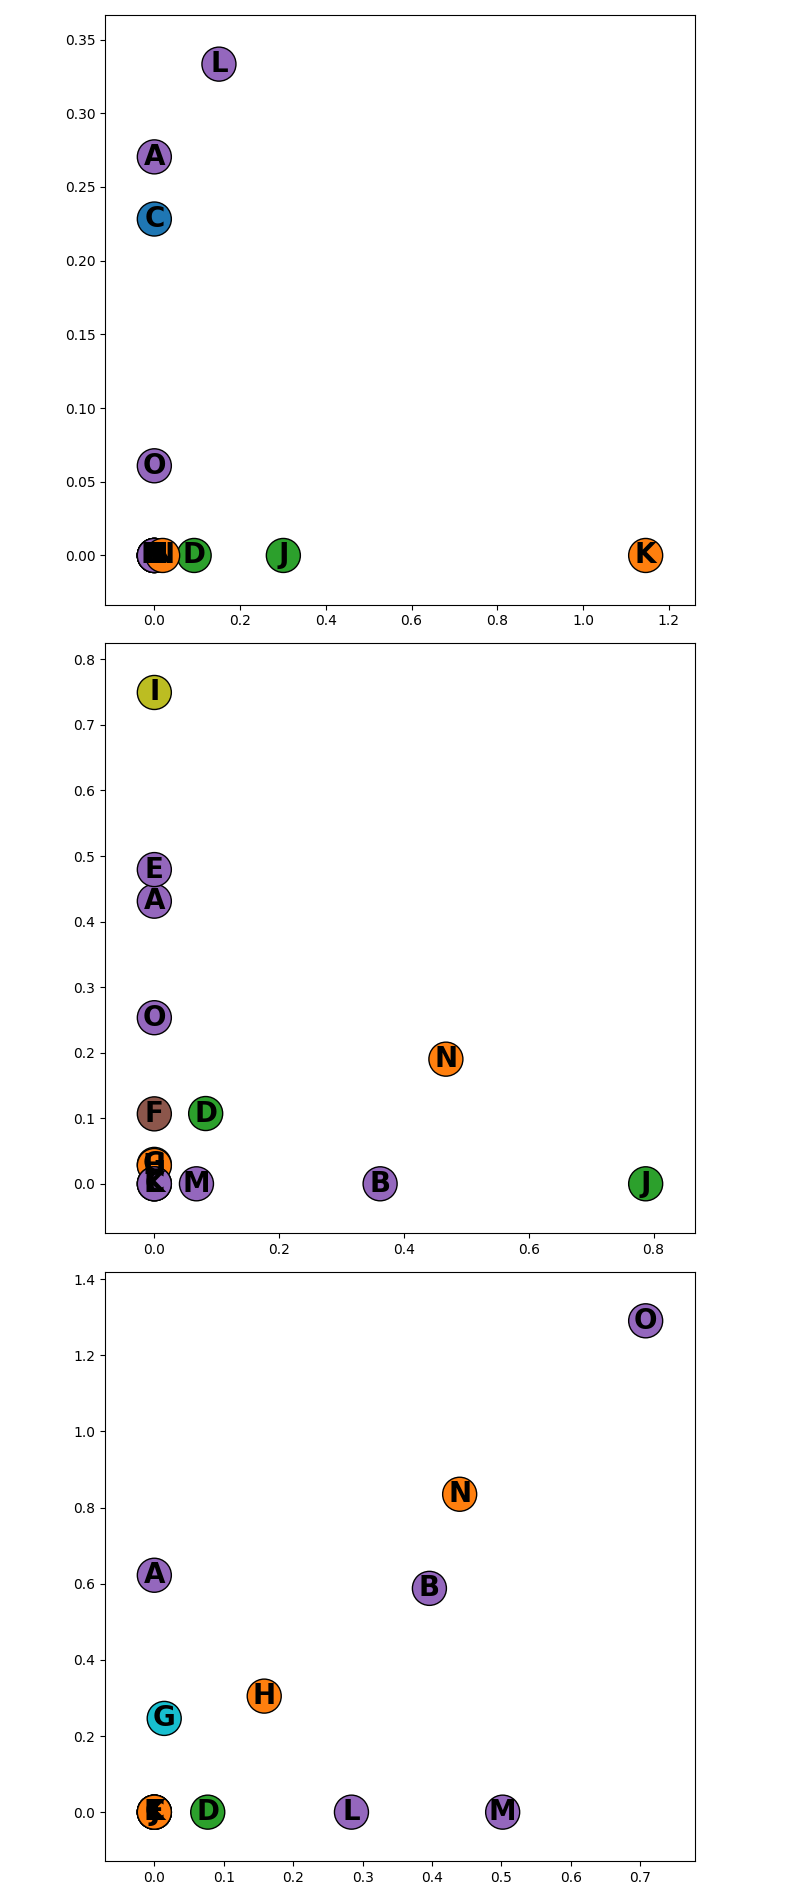 0.35
L
0.30
A
0.25
C
0.20
0.15
0.10
O
0.05
0.00 N D J K
0.0 0.2 0.4 0.6 0.8 1.0 1.2
0.8
I
0.7
0.6
0.5
E
A
0.4
0.3
O
0.2
N
0.1 F D
H
0.0 K M B J
0.0 0.2 0.4 0.6 0.8
1.4
O
1.2
1.0
N
0.8
A
0.6 B
0.4
H
G
0.2
0.0 K D L M
0.0 0.1 0.2 0.3 0.4 0.5 0.6 0.7